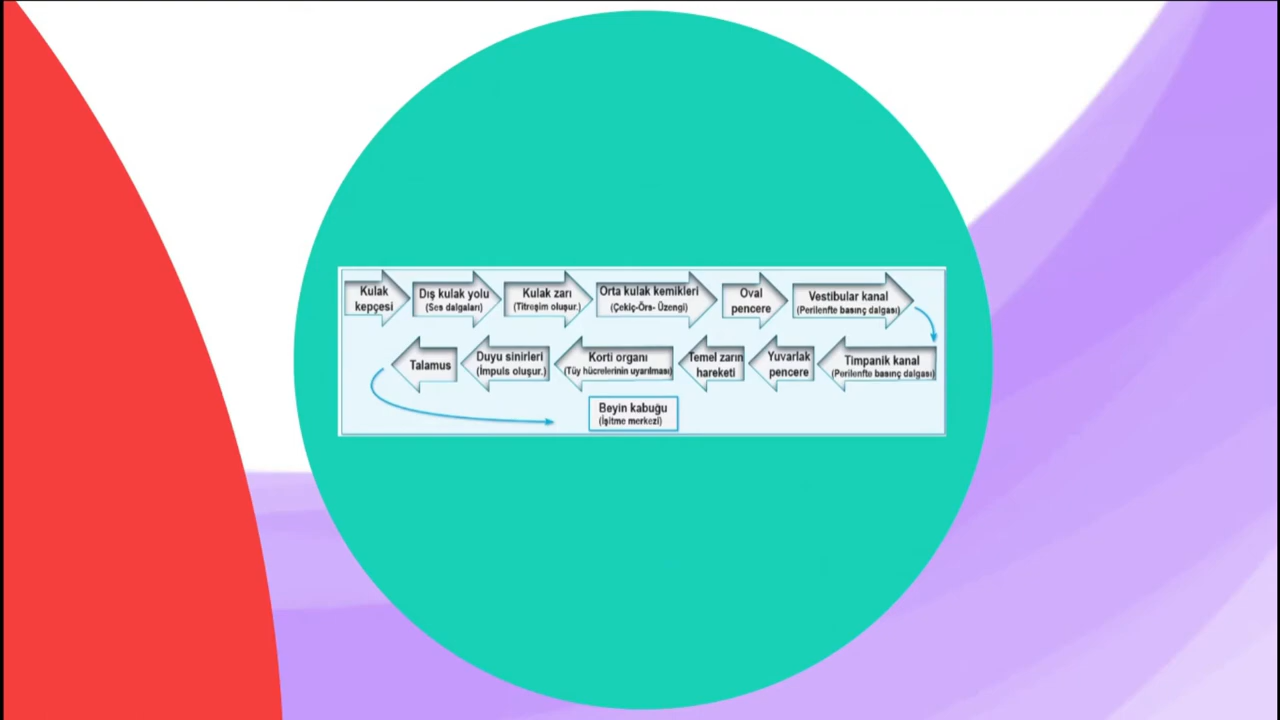 Kulak
kepçesi
Dış kulak yolu
(Ses dalgaları)
Kulak zarı
(Titreşim oluşur.)
Orta kulak kemikleri
(Çekiç-Örs- Üzengi)
Oval
pencere
Vestibular kanal
(Perilenfte basınç dalgası)
Timpanik kanal
(Perilenfte basınç dalgası)
Yuvarlak
pencere
Temel zarın
hareketi
Korti organı
(Tüy hücrelerinin uyarılması)
Duyu sinirleri
(İmpuls oluşur.)
Talamus
Beyin kabuğu
(İşitme merkezi)